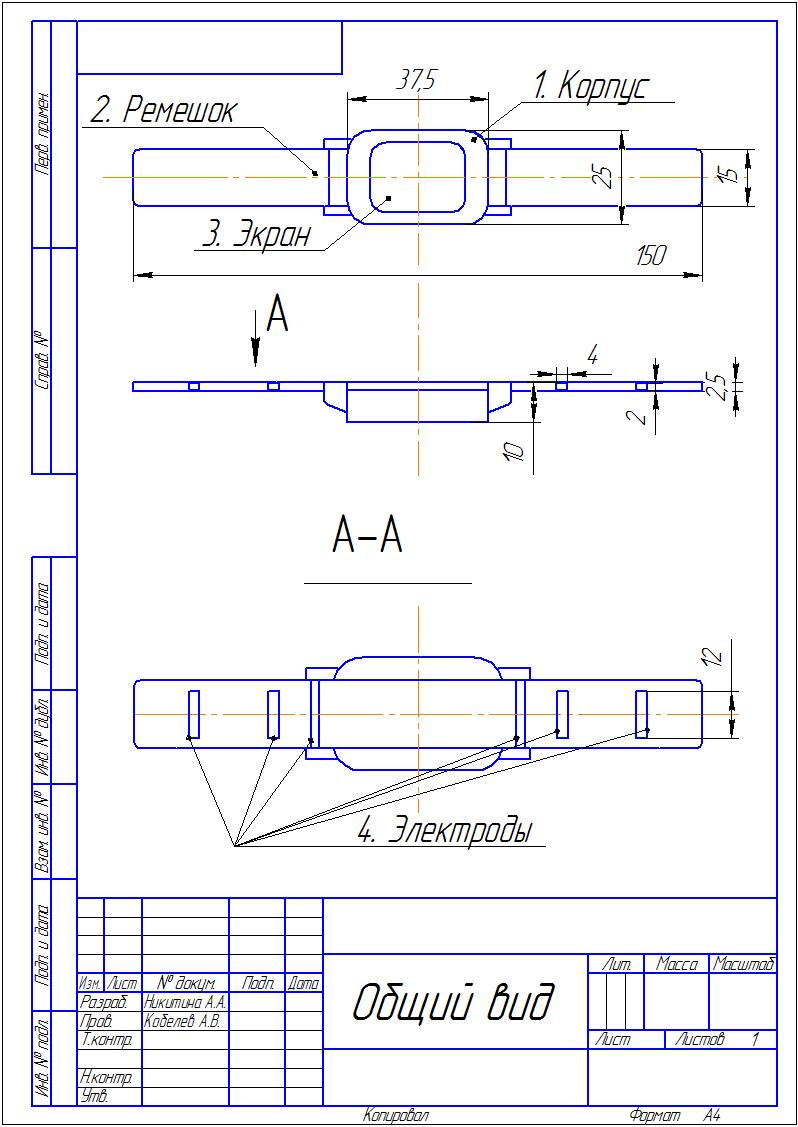 37,5
1. Корпус
2. Ремешок
25
15
3. Экран
150
А
4
2,5
2
10
А-А
12
4. Электроды
Перв. примен.
Справ. №
Подп. и дата
Инв. № дубл.
Взам. инв. №
Подп. и дата
Инв. № подл.
Изм. Лист № докум. Подп. Дата
Разраб. Никитина А.А.
Пров. Кобелев А.В.
Т.контр.
Н.контр.
Утв.
Общий вид
Лит. Масса Масштаб
Лист Листов 1
Копировал Формат А4